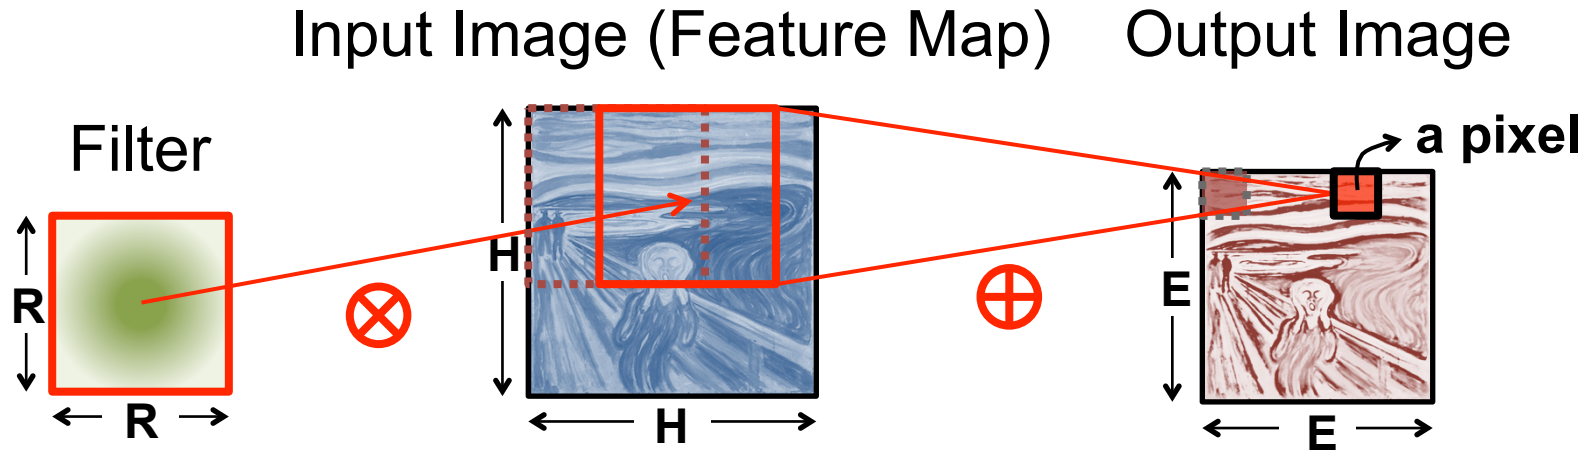 Input Image (Feature Map)
Output Image
Filter
a pixel
R
R
H
H
E
E